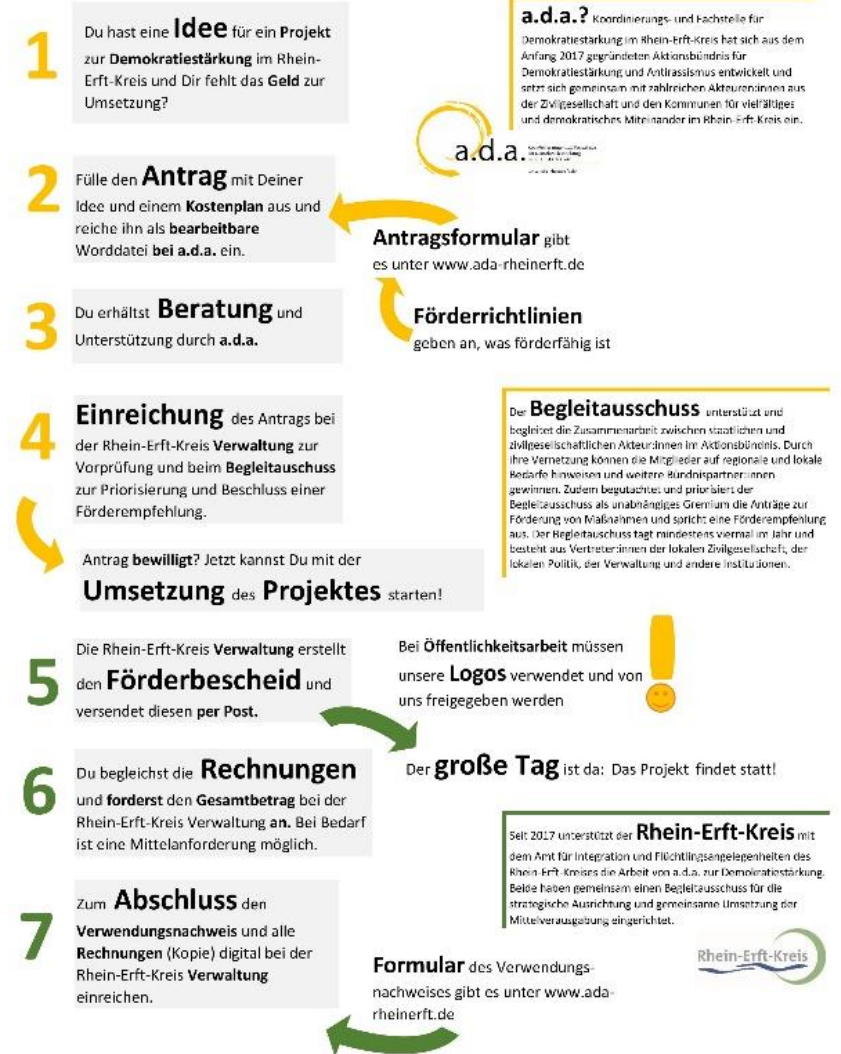 1
Du hast eine Idee für ein Projekt
zur Demokratiestärkung im Rhein-
Erft-Kreis und Dir fehlt das Geld zur
Umsetzung?
a.d.a.? Koordinierungs- und Fachstelle für
Demokratiestärkung im Rhein-Erft-Kreis hat sich aus dem
Anfang 2017 gegründeten Aktionsbündnis für
Demokratiestärkung und Antirassismus entwickelt und
setzt sich gemeinsam mit zahlreichen Akteuren:innen aus
der Zivilgesellschaft und den Kommunen für vielfältiges
und demokratisches Miteinander im Rhein-Erft-Kreis ein.
a.d.a.
2
Fülle den Antrag mit Deiner
Idee und einem Kostenplan aus und
reiche ihn als bearbeitbare
Worddatei bei a.d.a. ein.
Antragsformular gibt
es unter www.ada-rheinerft.de
3
Du erhältst Beratung und
Unterstützung durch a.d.a.
Förderrichtlinien
geben an, was förderfähig ist
4
Einreichung des Antrags bei
der Rhein-Erft-Kreis Verwaltung zur
Vorprüfung und beim Begleitauschuss
zur Priorisierung und Beschluss einer
Förderempfehlung.
Der Begleitausschuss unterstützt und
begleitet die Zusammenarbeit zwischen staatlichen und
zivilgesellschaftlichen Akteur:innen im Aktionsbündnis. Durch
ihre Vernetzung können die Mitglieder auf regionale und lokale
Bedarfe hinweisen und weitere Bündnispartner:innen
gewinnen. Zudem begutachtet und priorisiert der
Begleitausschuss als unabhängiges Gremium die Anträge zur
Förderung von Maßnahmen und spricht eine Förderempfehlung
aus. Der Begleitausschuss tagt mindestens viermal im Jahr und
besteht aus Vertreter:innen der lokalen Zivilgesellschaft, der
lokalen Politik, der Verwaltung und andere Institutionen.
Antrag bewilligt? Jetzt kannst Du mit der
Umsetzung des Projektes starten!
5
Die Rhein-Erft-Kreis Verwaltung erstellt
den Förderbescheid und
versendet diesen per Post.
Bei Öffentlichkeitsarbeit müssen
unsere Logos verwendet und von
uns freigegeben werden
!
Der große Tag ist da: Das Projekt findet statt!
6
Du begleichst die Rechnungen
und forderst den Gesamtbetrag bei der
Rhein-Erft-Kreis Verwaltung an. Bei Bedarf
ist eine Mittelanforderung möglich.
Seit 2017 unterstützt der Rhein-Erft-Kreis mit
dem Amt für Integration und Flüchtlingsangelegenheiten des
Rhein-Erft-Kreises die Arbeit von a.d.a. zur Demokratiestärkung.
Beide haben gemeinsam einen Begleitausschuss für die
strategische Ausrichtung und gemeinsame Umsetzung der
Mittelverausgabung eingerichtet.
Rhein-Erft-Kreis
7
Zum Abschluss den
Verwendungsnachweis und alle
Rechnungen (Kopie) digital bei der
Rhein-Erft-Kreis Verwaltung
einreichen.
Formular des Verwendungs-
nachweises gibt es unter www.ada-
rheinerft.de